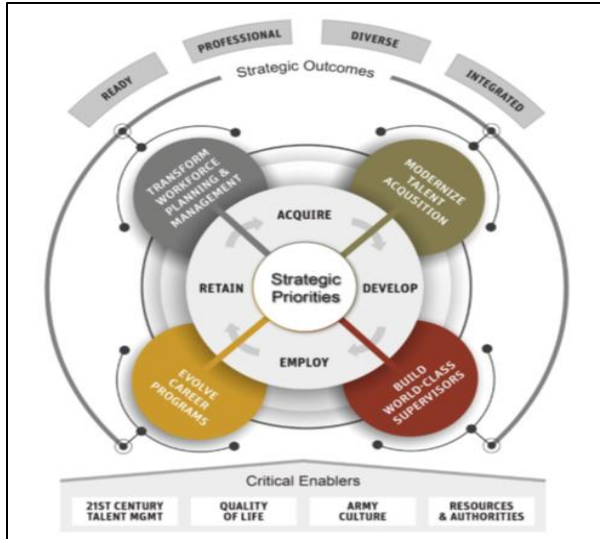 READY
PROFESSIONAL
DIVERSE
INTEGRATED
Strategic Outcomes
TRANSFORM
WORKFORCE
PLANNING &
MANAGEMENT
MODERNIZE
TALENT
ACQUSITION
ACQUIRE
RETAIN
Strategic
Priorities
DEVELOP
EMPLOY
EVOLVE
CAREER
PROGRAMS
BUILD
WORLD-CLASS
SUPERVISORS
Critical Enablers
21ST CENTURY
TALENT MGMT
QUALITY
OF LIFE
ARMY
CULTURE
RESOURCES
& AUTHORITIES